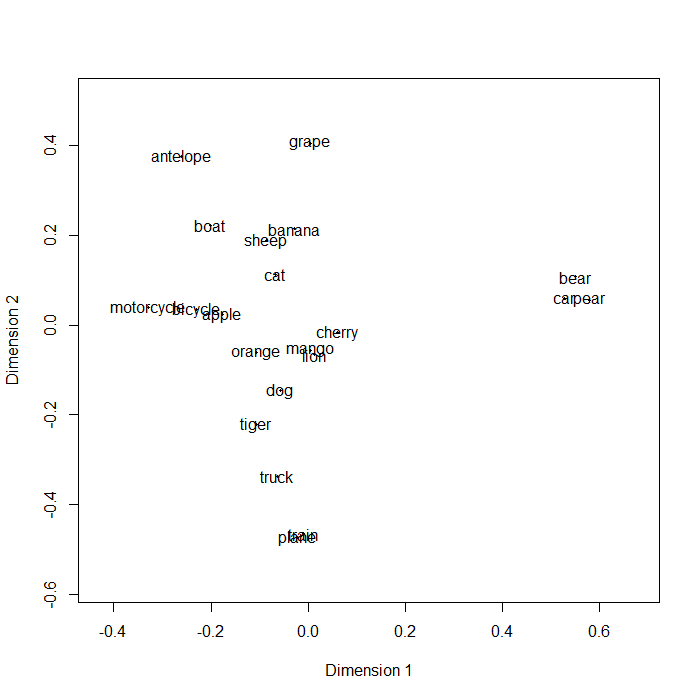 0.4
0.2
0.0
-0.2
-0.4
-0.6
Dimension 2
grape
antelope
boat
banana
sheep
cat
bear
car
pear
motorcycle
bicycle
apple
cherry
mango
orange
lion
dog
tiger
truck
train
plane
-0.4 -0.2 0.0 0.2 0.4 0.6
Dimension 1